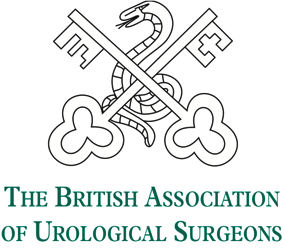 The British Association
of Urological Surgeons